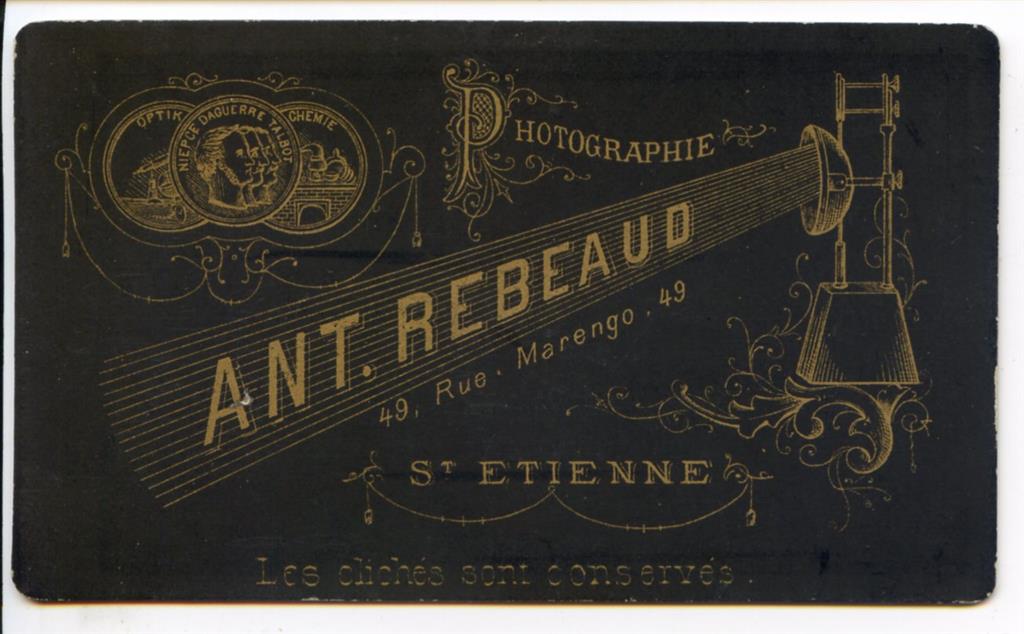 OPTIK
NIEPCE DAGUERRE TALBOT
CHEMIE
PHOTOGRAPHIE
ANT. REBEAUD
49, Rue. Marengo, 49
ST ETIENNE
Les clichés sont conservés.